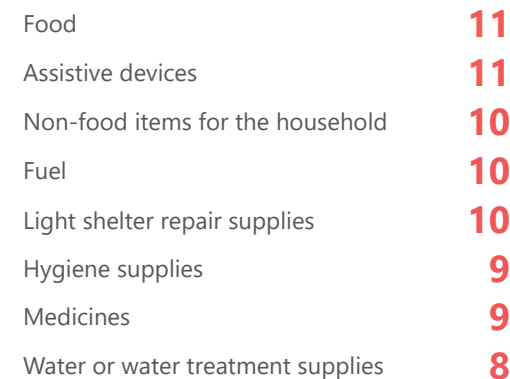 Food 11
Assistive devices 11
Non-food items for the household 10
Fuel 10
Light shelter repair supplies 10
Hygiene supplies 9
Medicines 9
Water or water treatment supplies 8